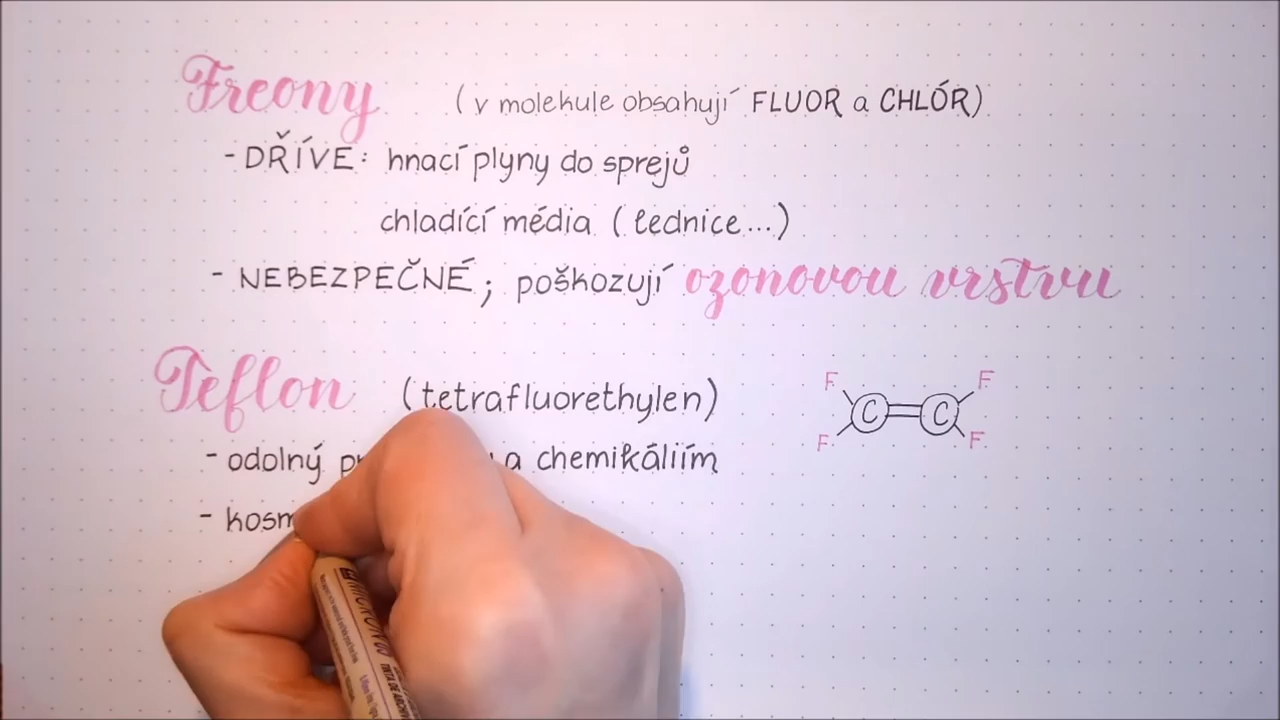 Freony (v molekule obsahují FLUOR a CHLÓR)
- DŘÍVE: hnací plyny do sprejů
chladící média (lednice...)
- NEBEZPEČNÉ; poškozují ozonovou vrstvu
Teflon (tetrafluorethylen)
F F
C C
F F
- odolný a chemikáliím
-
MICRON